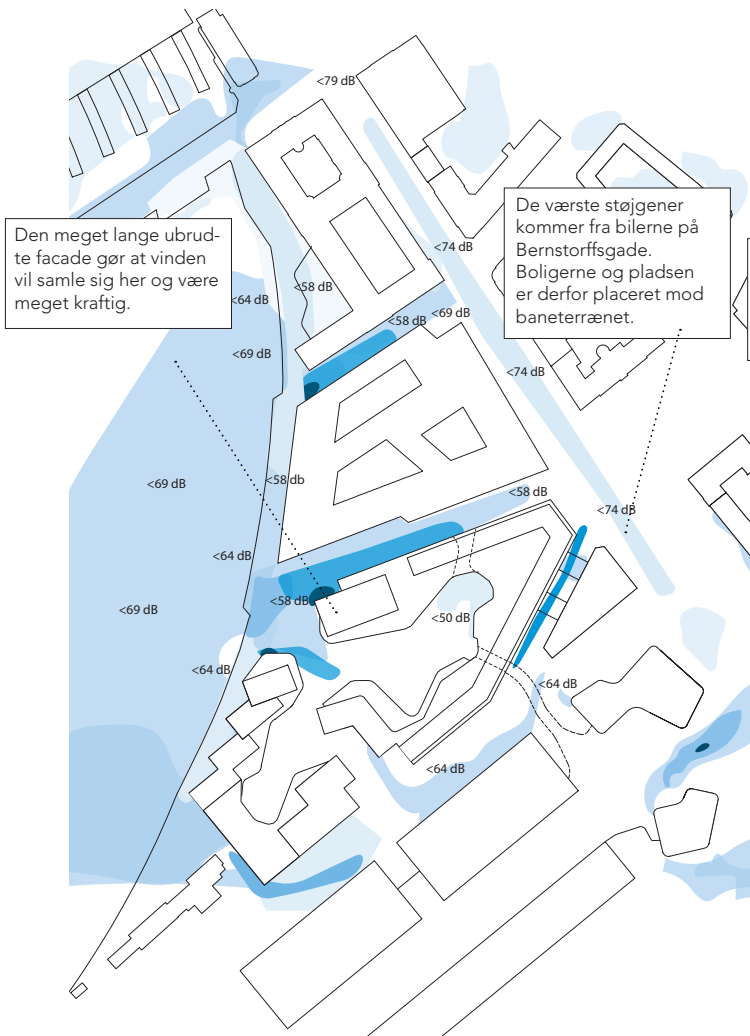 <79 dB
De værste støjgener
kommer fra bilerne på
Bernstorffsgade.
Boligerne og pladsen
er derfor placeret mod
baneterrænet.
Den meget lange ubrud-
te facade gør at vinden
vil samle sig her og være
meget kraftig.
<74 dB
<58 dB
<64 dB
<69 dB
<58 dB
<69 dB
<74 dB
<58 db
<69 dB
<58 dB
<74 dB
<64 dB
<58 dB
<69 dB
<50 dB
<64 dB
<64 dB
<64 dB